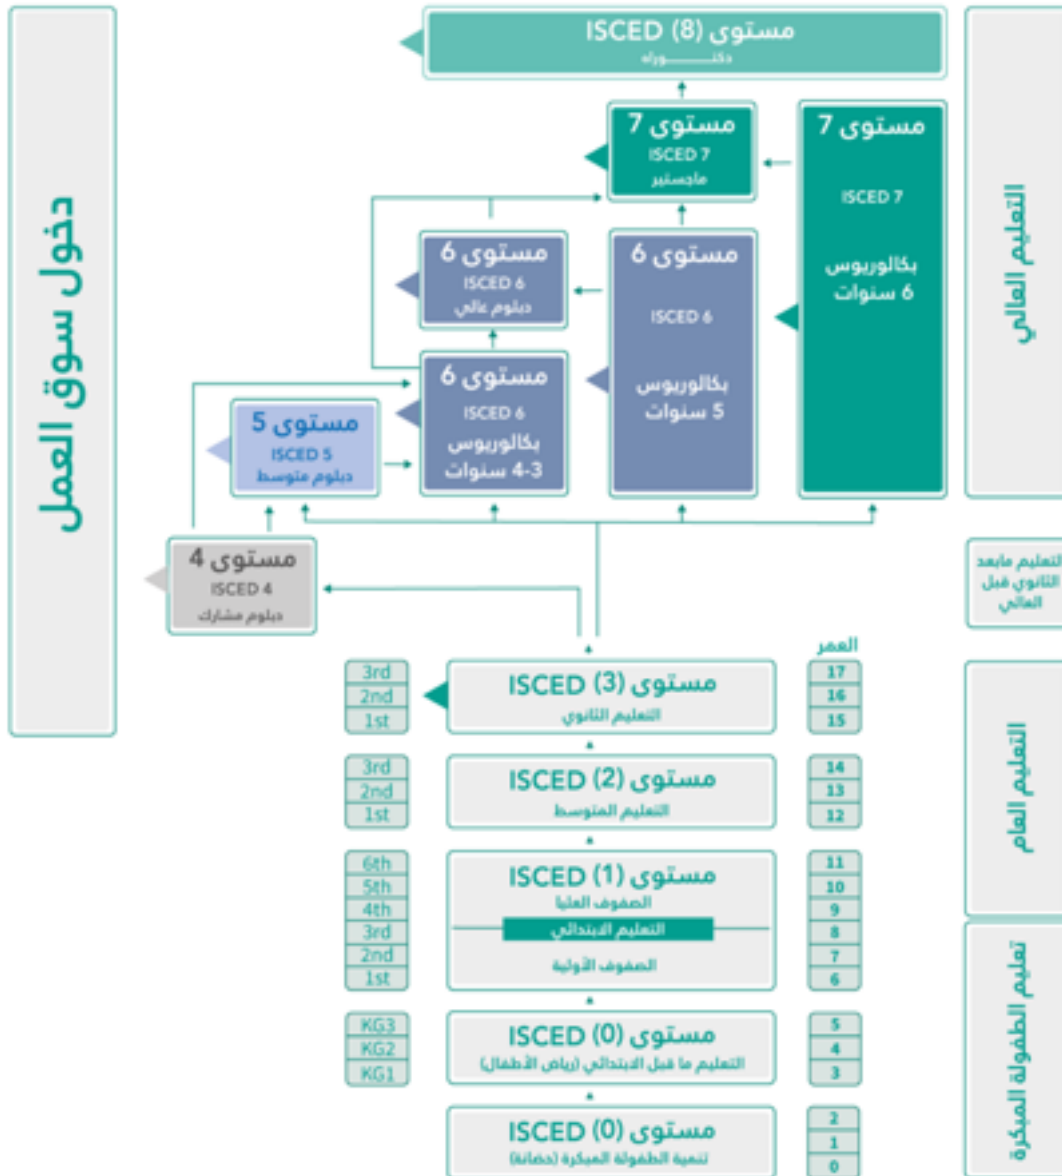 دخول سوق العمل
التعليم العالي
مستوى (8) ISCED
دكتــــــوراه
مستوى 7
ISCED 7
بكالوريوس
6 سنوات
مستوى 7
ISCED 7
ماجستير
مستوى 6
ISCED 6
بكالوريوس
5 سنوات
مستوى 6
ISCED 6
دبلوم عالي
مستوى 6
ISCED 6
بكالوريوس
3-4 سنوات
مستوى 5
ISCED 5
دبلوم متوسط
التعليم مابعد
الثانوي قبل
العالي
مستوى 4
ISCED 4
دبلوم مشارك
التعليم العام
العمر
17
16
15
مستوى (3) ISCED
التعليم الثانوي
3rd
2nd
1st
14
13
12
مستوى (2) ISCED
التعليم المتوسط
3rd
2nd
1st
11
10
9
8
7
6
مستوى (1) ISCED
الصفوف العليا
التعليم الابتدائي
الصفوف الأولية
6th
5th
4th
3rd
2nd
1st
تعليم الطفولة المبكرة
5
4
3
مستوى (0) ISCED
التعليم ما قبل الابتدائي (رياض الأطفال)
KG3
KG2
KG1
2
1
0
مستوى (0) ISCED
تنمية الطفولة المبكرة (حضانة)